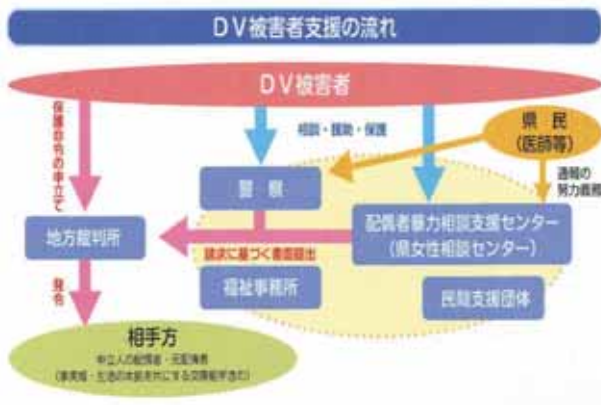 DV被害者支援の流れ
DV被害者
保護命令の申立て
相談・援助・保護
県民
(医師等)
通報の
努力義務
警察
配偶者暴力相談支援センター
(県女性相談センター)
地方裁判所
請求に基づく書面提出
福祉事務所
民間支援団体
発令
相手方
申立人の配偶者・元配偶者